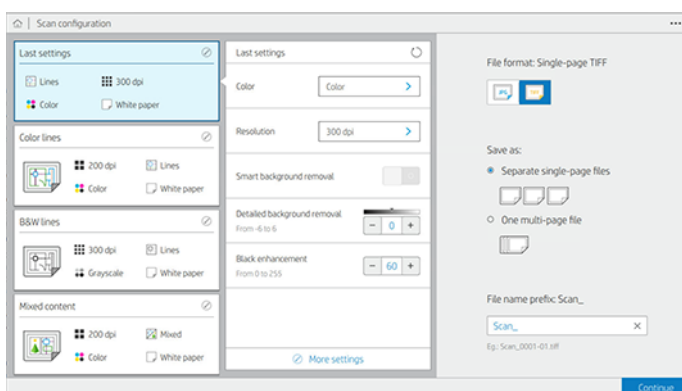 Scan configuration
Last settings
Lines
300 dpi
Color
White paper
Color lines
200 dpi
Lines
Color
White paper
B&W lines
300 dpi
Lines
Grayscale
White paper
Mixed content
200 dpi
Mixed
Color
White paper
Last settings
Color
Color
Resolution
300 dpi
Smart background removal
Detailed background removal
From -6 to 6
− 0 +
Black enhancement
From 0 to 255
− 60 +
More settings
File format: Single-page TIFF
JPG
Save as:
Separate single-page files
One multi-page file
File name prefix: Scan_
Scan_
Eg.: Scan_0001-01.tiff
Continue